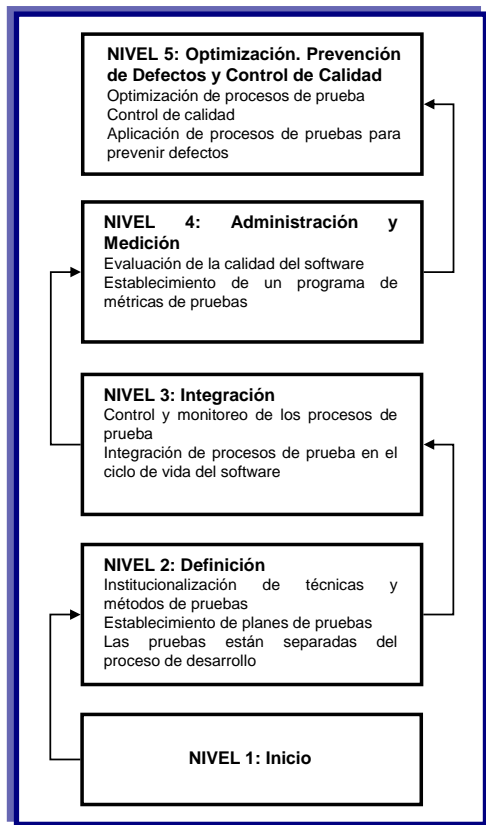 NIVEL 5: Optimización. Prevención
de Defectos y Control de Calidad
Optimización de procesos de prueba
Control de calidad
Aplicación de procesos de pruebas para
prevenir defectos
NIVEL 4: Administración y
Medición
Evaluación de la calidad del software
Establecimiento de un programa de
métricas de pruebas
NIVEL 3: Integración
Control y monitoreo de los procesos de
prueba
Integración de procesos de prueba en el
ciclo de vida del software
NIVEL 2: Definición
Institucionalización de técnicas y
métodos de pruebas
Establecimiento de planes de pruebas
Las pruebas están separadas del
proceso de desarrollo
NIVEL 1: Inicio